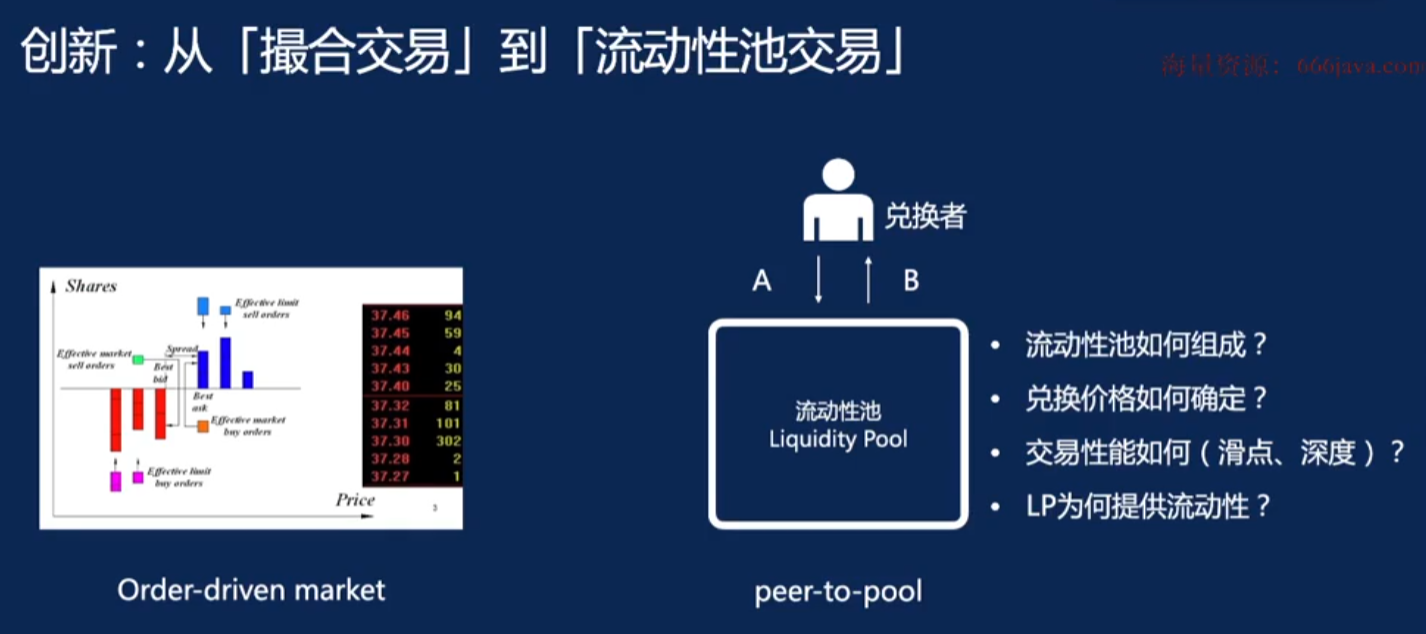 创新：从「撮合交易」到「流动性池交易」
海量资源：666java.com
Shares
Effective limit
sell orders
Effective market
sell orders
Spread
Best
bid
Best
ask
Effective market
buy orders
Effective limit
buy orders
Price
3
37.46 94
37.45 59
37.44 4
37.43 30
37.40 25
37.32 81
37.31 101
37.30 302
37.28 2
37.27 1
Order-driven market
兑换者
A
B
流动性池
Liquidity Pool
peer-to-pool
• 流动性池如何组成？
• 兑换价格如何确定？
• 交易性能如何（滑点、深度）？
• LP为何提供流动性？